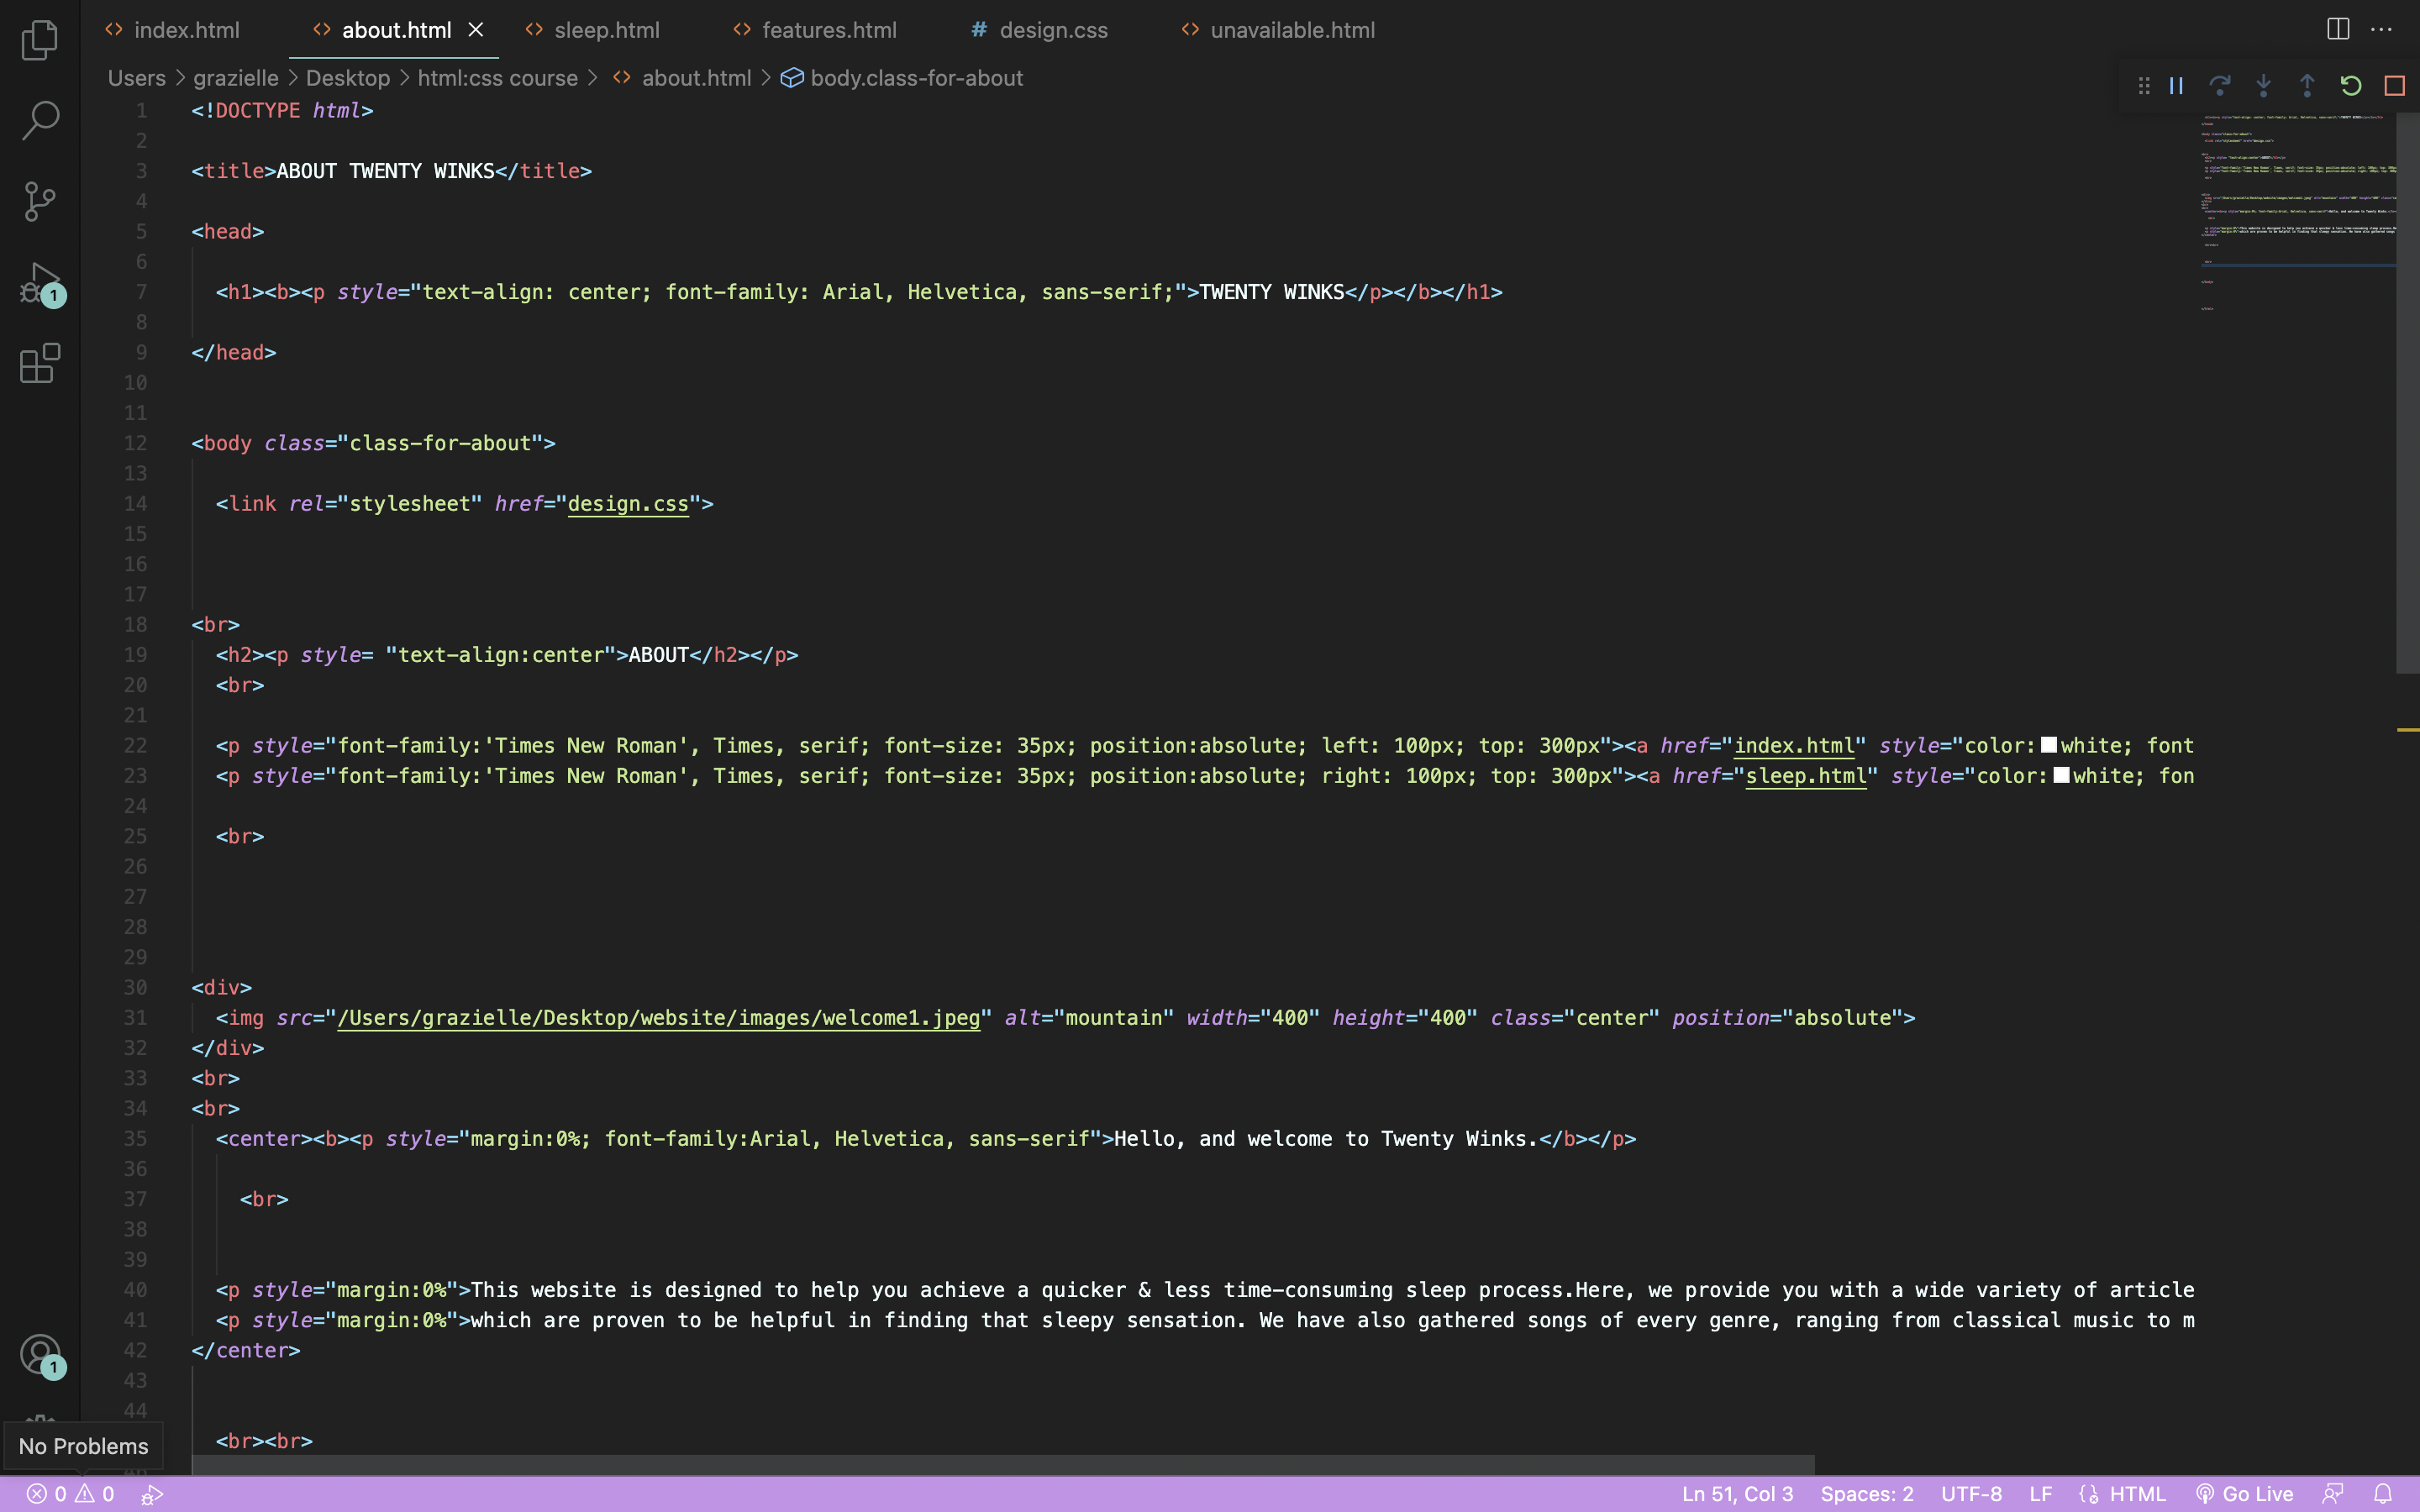 index.html about.html sleep.html features.html # design.css unavailable.html
Users > grazielle > Desktop > html:css course > about.html > body.class-for-about
1 <!DOCTYPE html>
2
3 <title>ABOUT TWENTY WINKS</title>
4
5 <head>
6
7 <h1><b><p style="text-align: center; font-family: Arial, Helvetica, sans-serif;">TWENTY WINKS</p></b></h1>
8
9 </head>
10
11
12 <body class="class-for-about">
13
14 <link rel="stylesheet" href="design.css">
15
16
17
18 <br>
19 <h2><p style= "text-align:center">ABOUT</h2></p>
20 <br>
21
22 <p style="font-family:'Times New Roman', Times, serif; font-size: 35px; position:absolute; left: 100px; top: 300px"><a href="index.html" style="color:white; font
23 <p style="font-family:'Times New Roman', Times, serif; font-size: 35px; position:absolute; right: 100px; top: 300px"><a href="sleep.html" style="color:white; fon
24
25 <br>
26
27
28
29
30 <div>
31 <img src="/Users/grazielle/Desktop/website/images/welcome1.jpeg" alt="mountain" width="400" height="400" class="center" position="absolute">
32 </div>
33 <br>
34 <br>
35 <center><b><p style="margin:0%; font-family:Arial, Helvetica, sans-serif">Hello, and welcome to Twenty Winks.</b></p>
36
37 <br>
38
39
40 <p style="margin:0%">This website is designed to help you achieve a quicker & less time-consuming sleep process.Here, we provide you with a wide variety of article
41 <p style="margin:0%">which are proven to be helpful in finding that sleepy sensation. We have also gathered songs of every genre, ranging from classical music to m
42 </center>
43
44
<br><br>
1
1
No Problems
0 0 Ln 51, Col 3 Spaces: 2 UTF-8 LF HTML Go Live